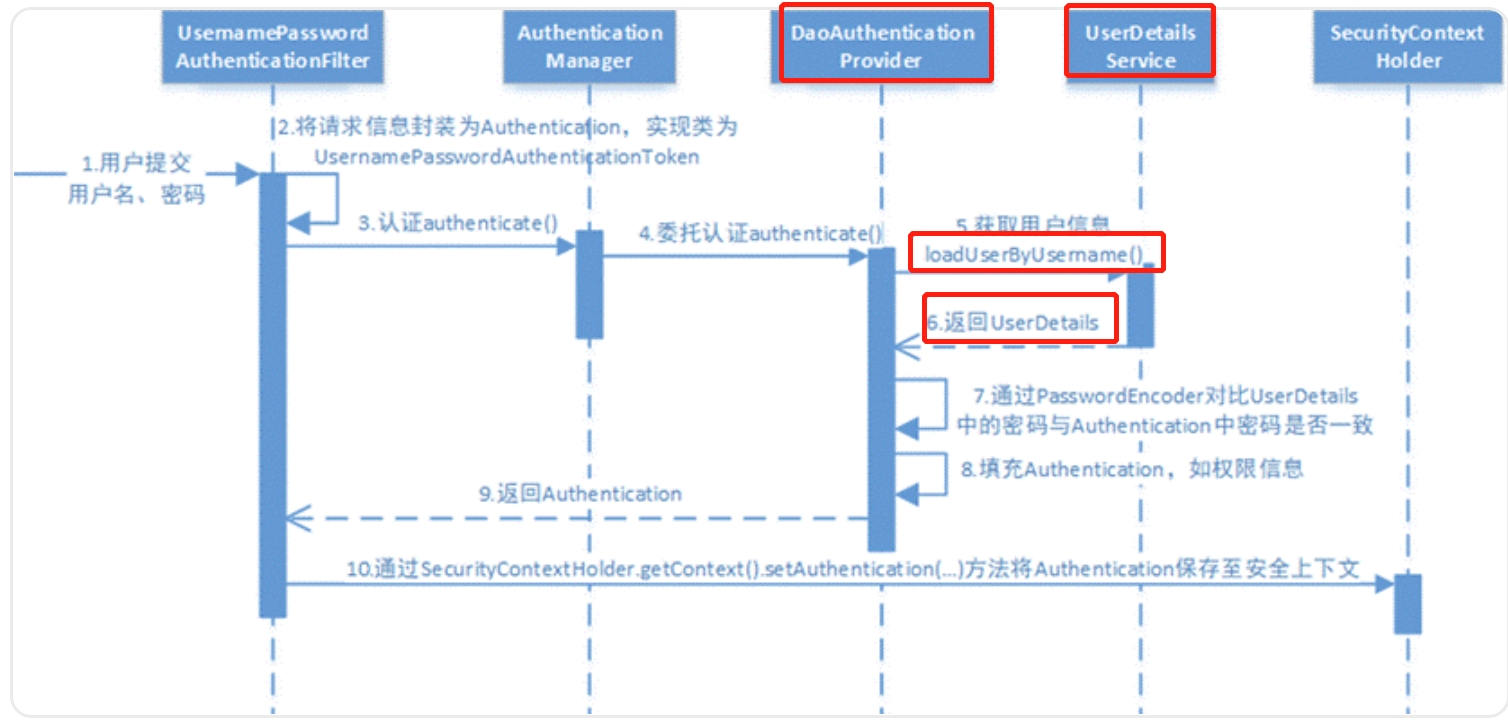 UsernamePassword
AuthenticationFilter
Authentication
Manager
DaoAuthentication
Provider
UserDetails
Service
SecurityContext
Holder
1.用户提交
用户名、密码
2.将请求信息封装为Authentication，实现类为
UsernamePasswordAuthenticationToken
3.认证authenticate()
4.委托认证authenticate()
5.获取用户信息
loadUserByUsername()
6.返回UserDetails
7.通过PasswordEncoder对比UserDetails
中的密码与Authentication中密码是否一致
8.填充Authentication，如权限信息
9.返回Authentication
10.通过SecurityContextHolder.getContext().setAuthentication(...)方法将Authentication保存至安全上下文